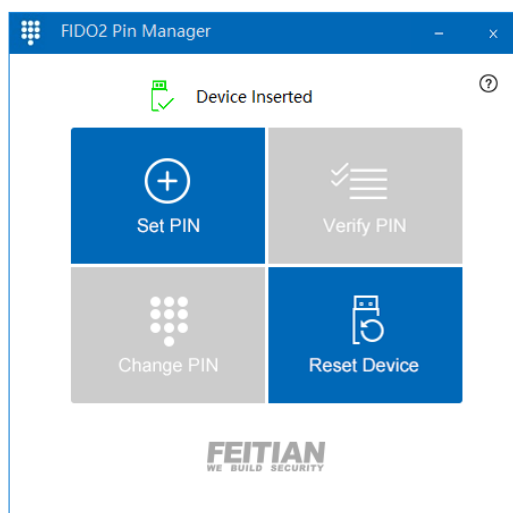 FIDO2 Pin Manager
Device Inserted
?
Set PIN
Verify PIN
Change PIN
Reset Device
FEITIAN
WE BUILD SECURITY